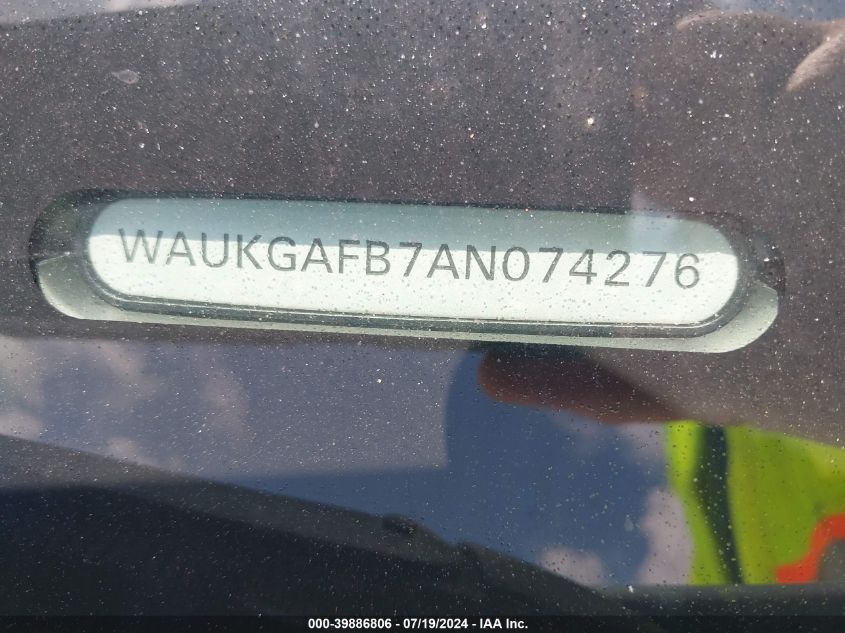 WAUKGAFB7AN074276
000-39886806 / 07/19/2024 - IAA Inc.